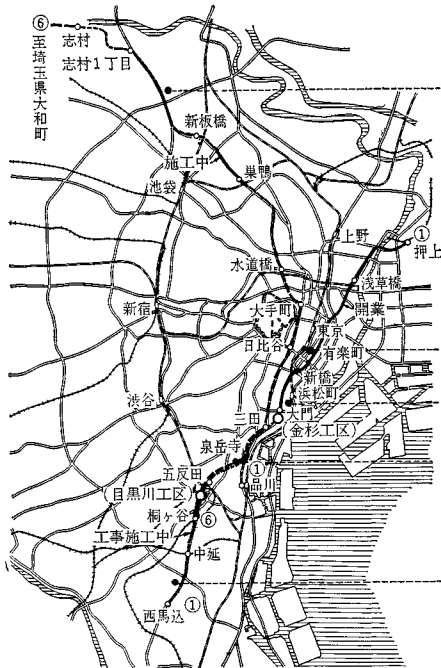 ⑥
志村
志村1丁目
至埼玉県大和町
新板橋
施工中
巣鴨
池袋
上野
①
押上
水道橋
浅草橋
大手町
開業
新宿
東京
日比谷
有楽町
新橋
浜松町
渋谷
三田
大門
(金杉工区)
泉岳寺
五反田
①
(目黒川工区)
品川
桐ヶ谷
⑥
工事施工中
中延
①
西馬込